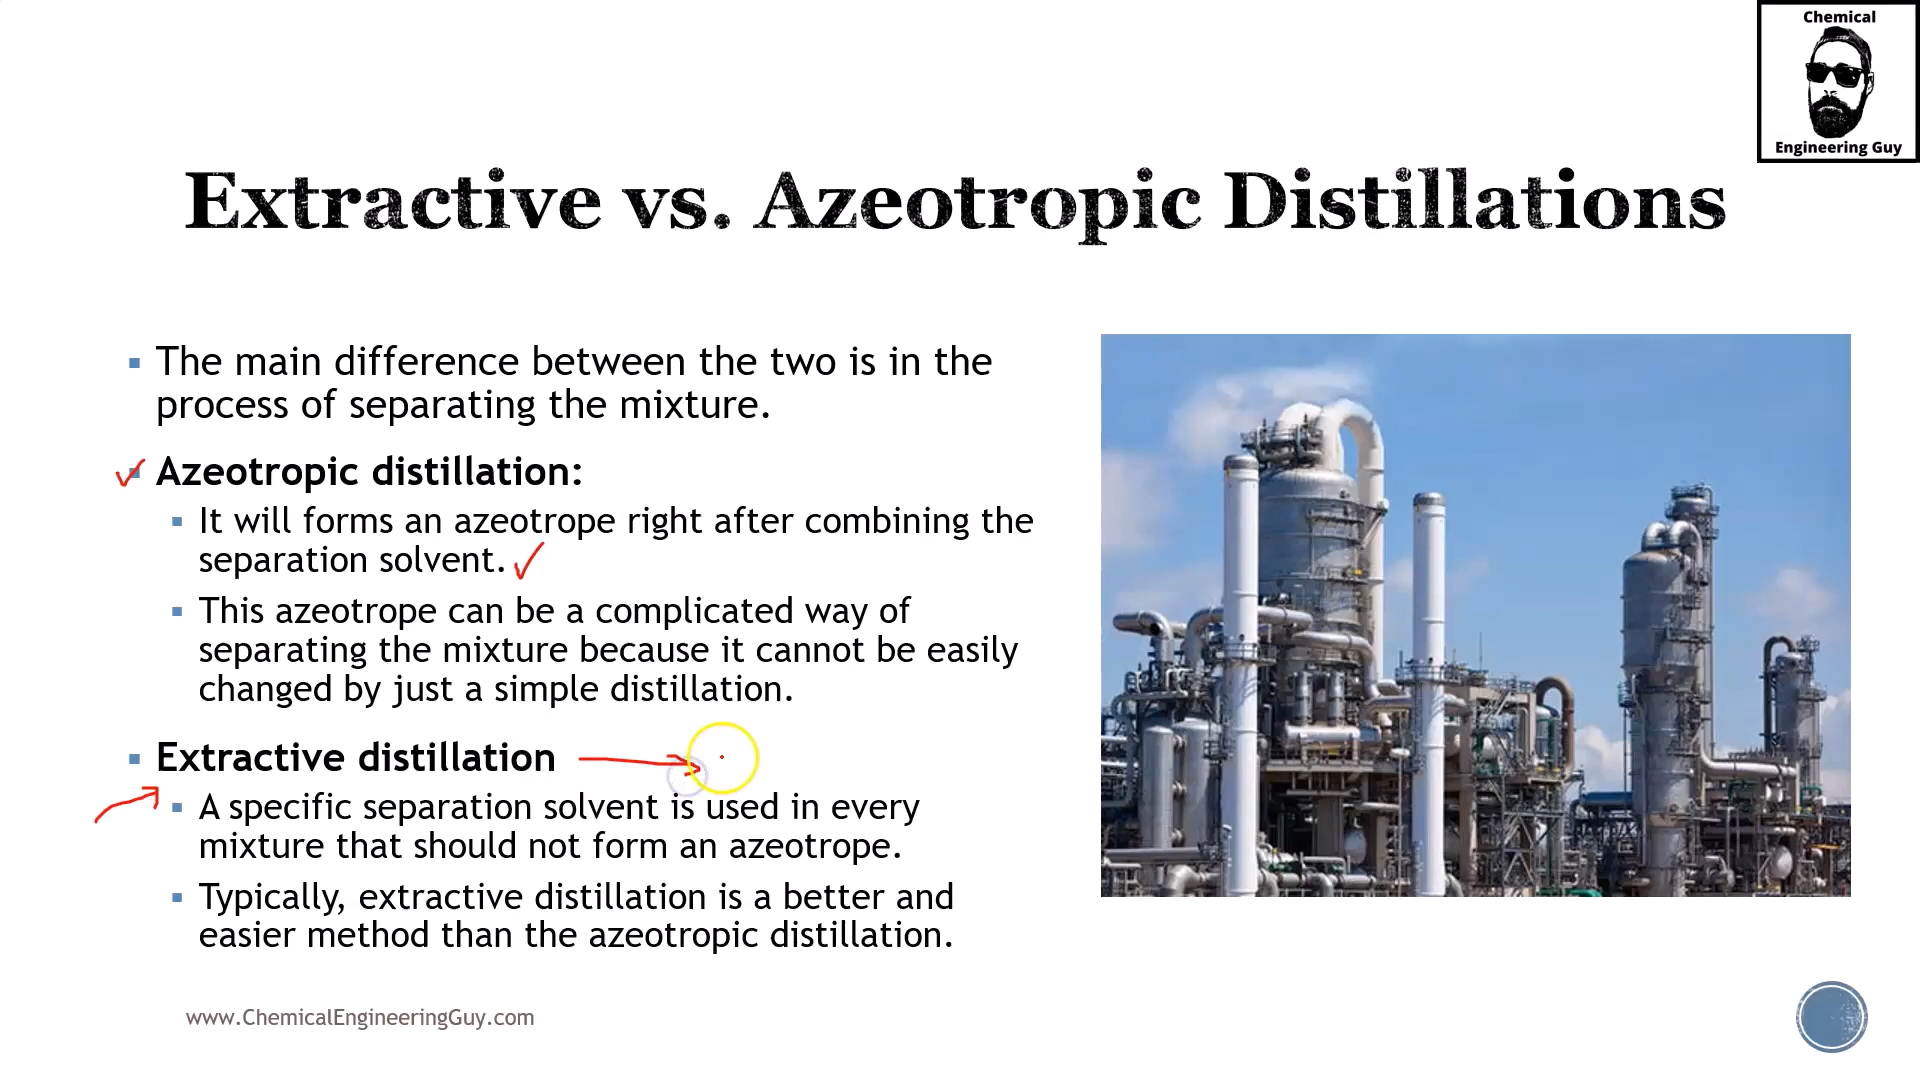 Chemical
Engineering Guy
Extractive vs. Azeotropic Distillations
The main difference between the two is in the
process of separating the mixture.
Azeotropic distillation:
It will forms an azeotrope right after combining the
separation solvent.
This azeotrope can be a complicated way of
separating the mixture because it cannot be easily
changed by just a simple distillation.
Extractive distillation
A specific separation solvent is used in every
mixture that should not form an azeotrope.
Typically, extractive distillation is a better and
easier method than the azeotropic distillation.
www.ChemicalEngineeringGuy.com